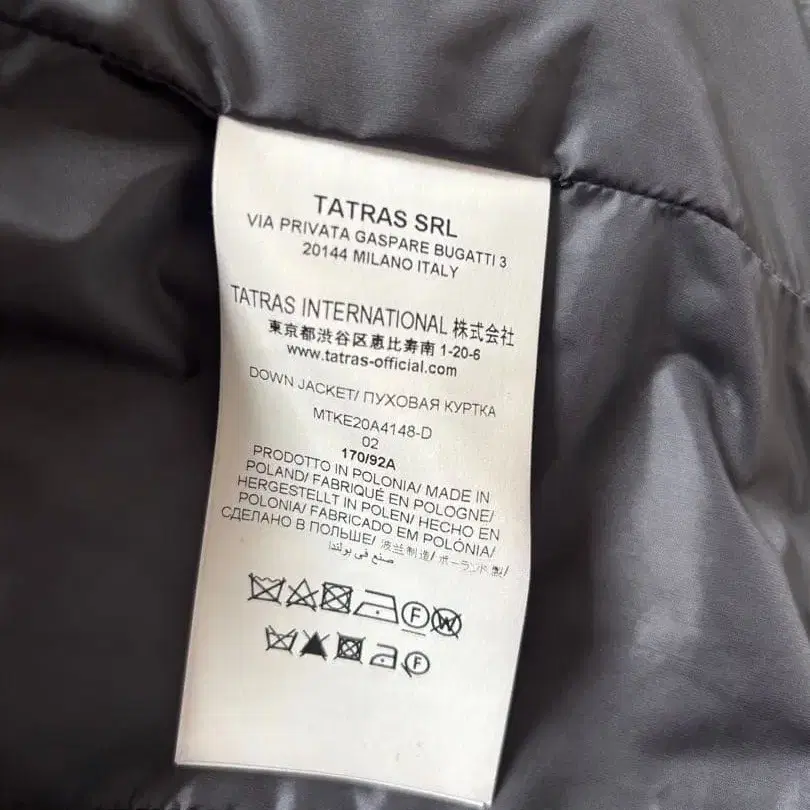 TATRAS SRL
VIA PRIVATA GASPARE BUGATTI 3
20144 MILANO ITALY
TATRAS INTERNATIONAL 株式会社
東京都渋谷区恵比寿南 1-20-6
www.tatras-official.com
DOWN JACKET/ ПУХОВАЯ КУРТКА
MTKE20A4148-D
02
170/92A
PRODOTTO IN POLONIA/ MADE IN
POLAND/ FABRIQUÉ EN POLOGNE/
HERGESTELLT IN POLEN/ HECHO EN
POLONIA/ FABRICADO EM POLÓNIA/
СДЕЛАНО В ПОЛЬШЕ/ 波兰制造/ ポーランド製/
صنع في بولندا
F W
F